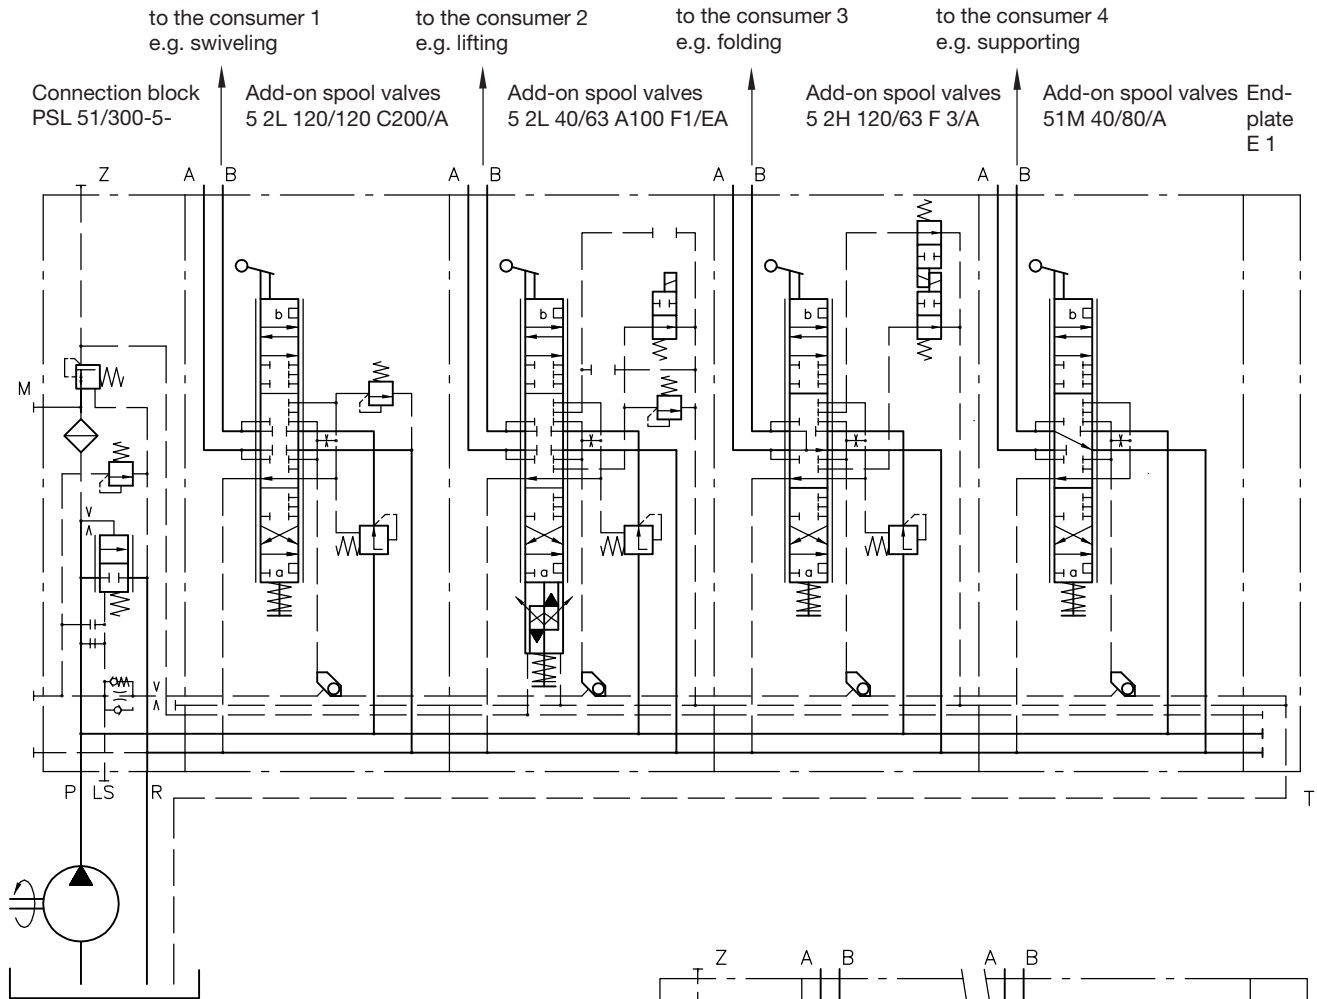 to the consumer 1
e.g. swiveling
to the consumer 2
e.g. lifting
to the consumer 3
e.g. folding
to the consumer 4
e.g. supporting
Connection block
PSL 51/300-5-
Add-on spool valves
5 2L 120/120 C200/A
Add-on spool valves
5 2L 40/63 A100 F1/EA
Add-on spool valves
5 2H 120/63 F 3/A
Add-on spool valves
51M 40/80/A
End-
plate
E 1
Z A B A B A B A B
b b b b
M
a a a a
P LS R T
Z A B A B